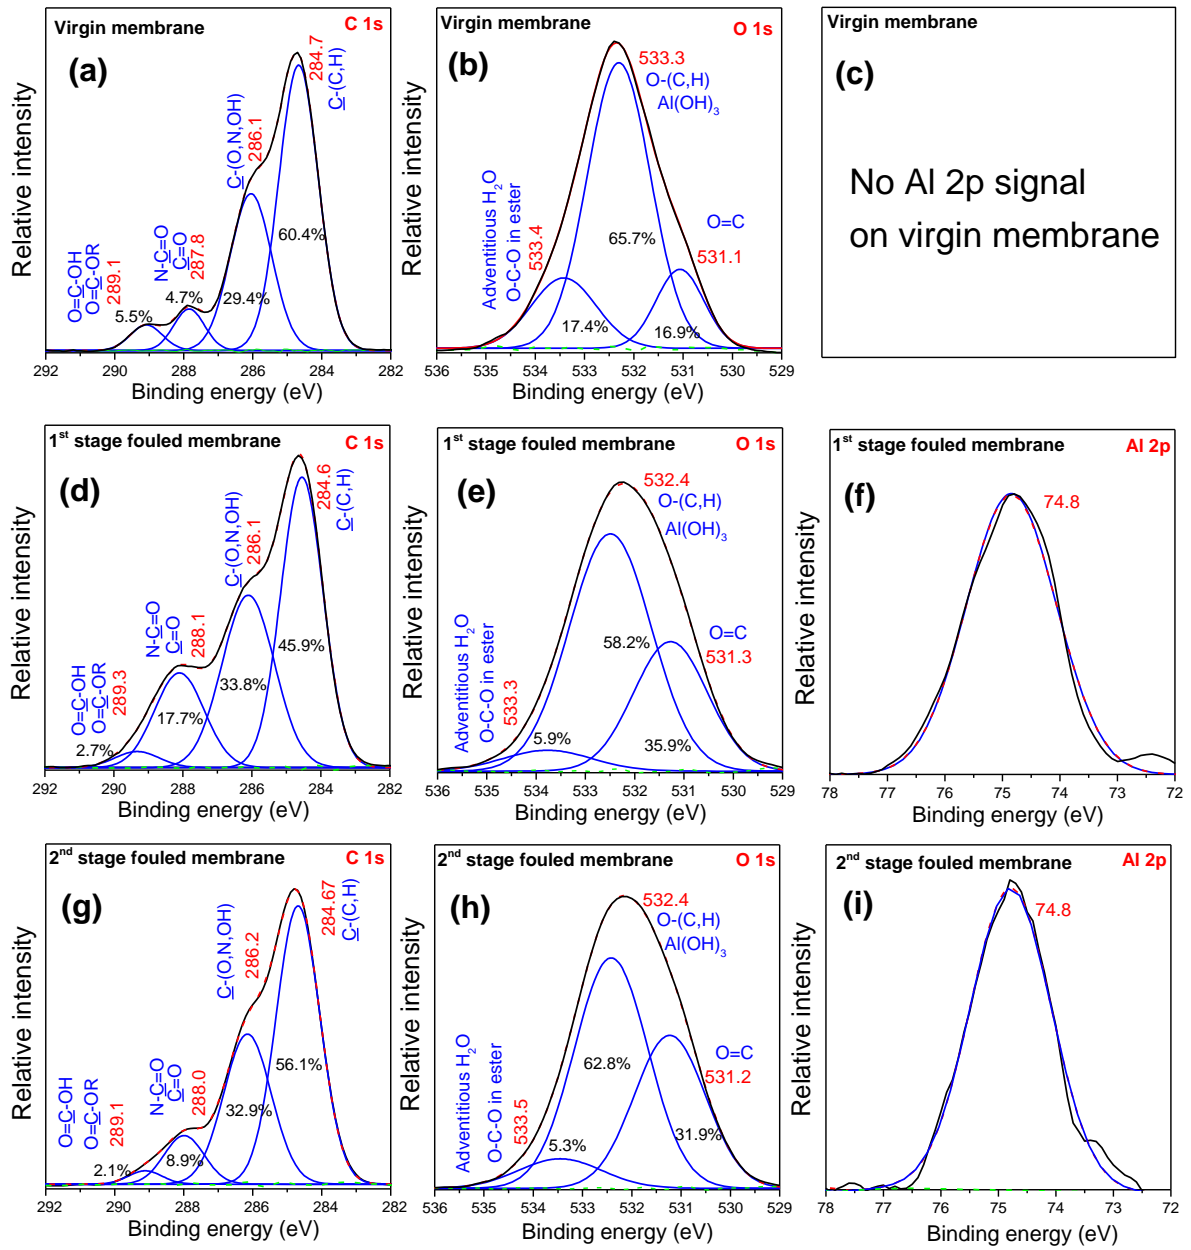 Virgin membrane
C 1s
(a)
Relative intensity
O=C-OH
O=C-OR
289.1
5.5%
N-C=O
C=O
287.8
4.7%
C-(O,N,OH)
286.1
29.4%
284.7
C-(C,H)
60.4%
292 290 288 286 284 282
Binding energy (eV)
Virgin membrane
O 1s
(b)
Relative intensity
Adventitious H2O
O-C-O in ester
533.4
17.4%
533.3
O-(C,H)
Al(OH)3
65.7%
O=C
531.1
16.9%
536 535 534 533 532 531 530 529
Binding energy (eV)
Virgin membrane
(c)
No Al 2p signal
on virgin membrane
1st stage fouled membrane
C 1s
(d)
Relative intensity
O=C-OH
O=C-OR
289.3
2.7%
N-C=O
C=O
288.1
17.7%
C-(O,N,OH)
286.1
33.8%
284.6
C-(C,H)
45.9%
292 290 288 286 284 282
Binding energy (eV)
1st stage fouled membrane
O 1s
(e)
Relative intensity
Adventitious H2O
O-C-O in ester
533.3
5.9%
532.4
O-(C,H)
Al(OH)3
58.2%
O=C
531.3
35.9%
536 535 534 533 532 531 530 529
Binding energy (eV)
1st stage fouled membrane
Al 2p
(f)
Relative intensity
74.8
78 77 76 75 74 73 72
Binding energy (eV)
2nd stage fouled membrane
C 1s
(g)
Relative intensity
O=C-OH
O=C-OR
289.1
2.1%
N-C=O
C=O
288.0
8.9%
C-(O,N,OH)
286.2
32.9%
284.67
C-(C,H)
56.1%
292 290 288 286 284 282
Binding energy (eV)
2nd stage fouled membrane
O 1s
(h)
Relative intensity
Adventitious H2O
O-C-O in ester
533.5
5.3%
532.4
O-(C,H)
Al(OH)3
62.8%
O=C
531.2
31.9%
536 535 534 533 532 531 530 529
Binding energy (eV)
2nd stage fouled membrane
Al 2p
(i)
Relative intensity
74.8
78 77 76 75 74 73 72
Binding energy (eV)